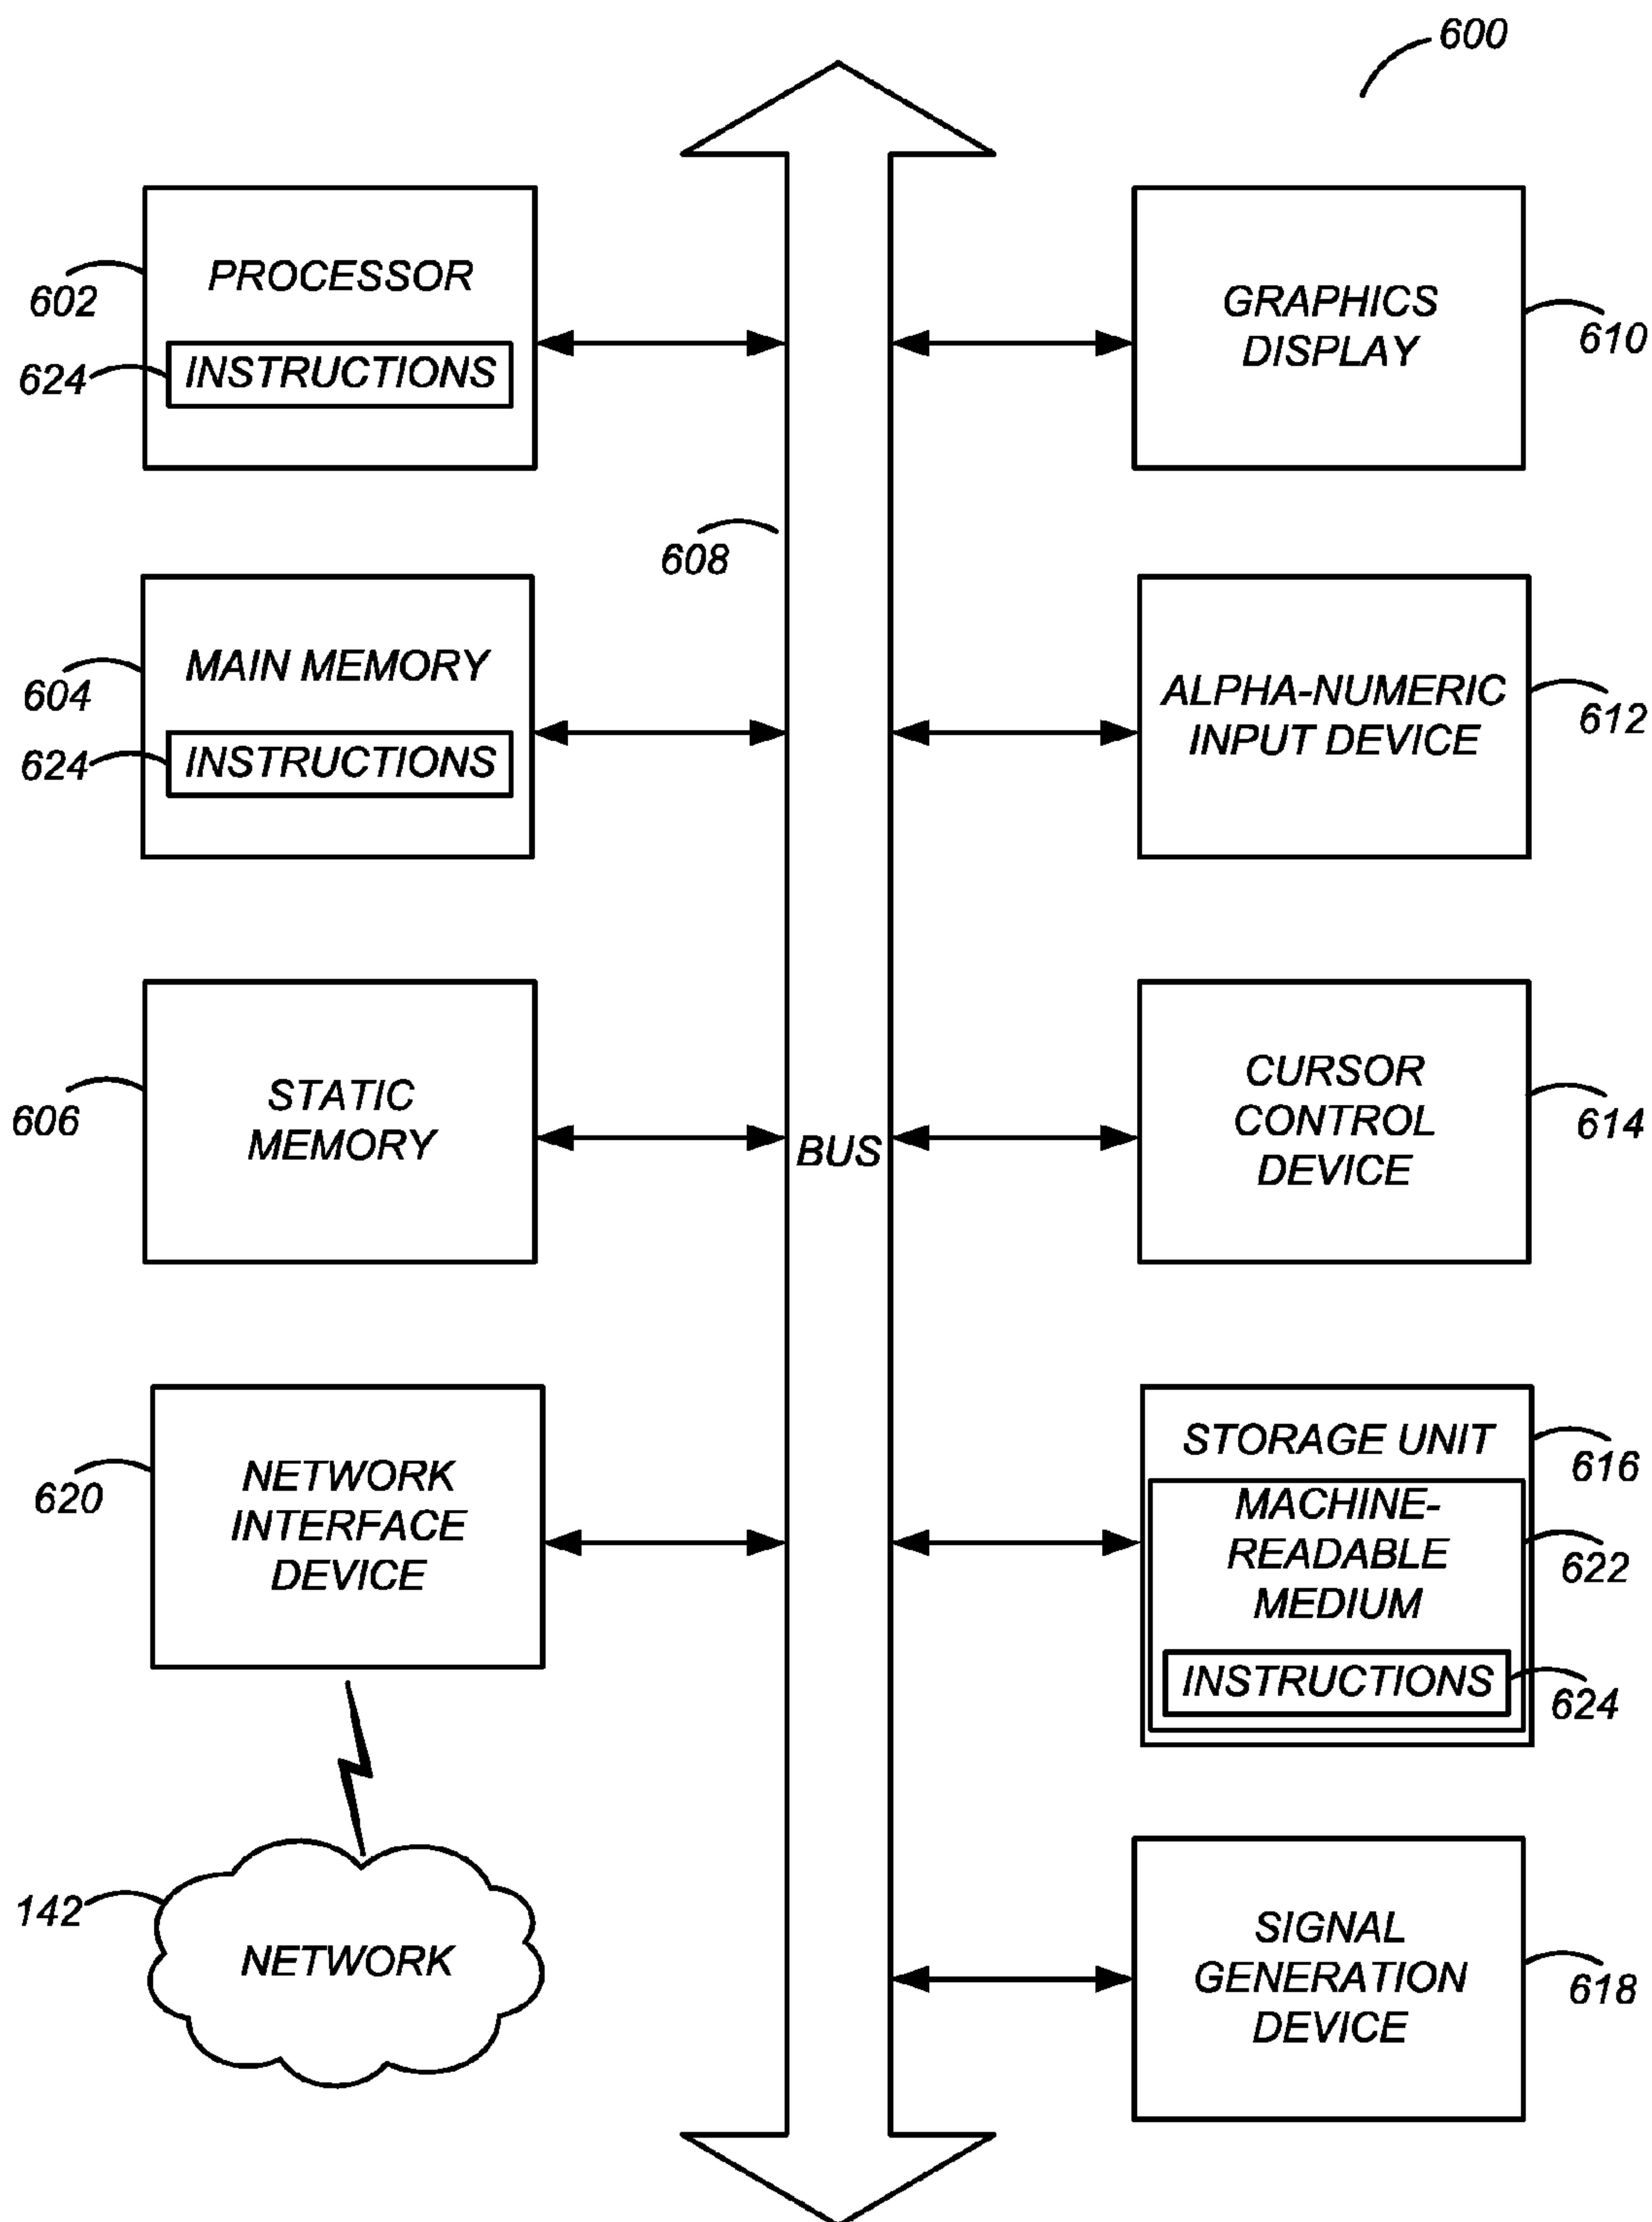 600
PROCESSOR
602
INSTRUCTIONS
624
GRAPHICS
DISPLAY
610
608
MAIN MEMORY
604
INSTRUCTIONS
624
ALPHA-NUMERIC
INPUT DEVICE
612
STATIC
MEMORY
606
BUS
CURSOR
CONTROL
DEVICE
614
NETWORK
INTERFACE
DEVICE
620
STORAGE UNIT
616
MACHINE-
READABLE
MEDIUM
622
INSTRUCTIONS
624
142
NETWORK
SIGNAL
GENERATION
DEVICE
618